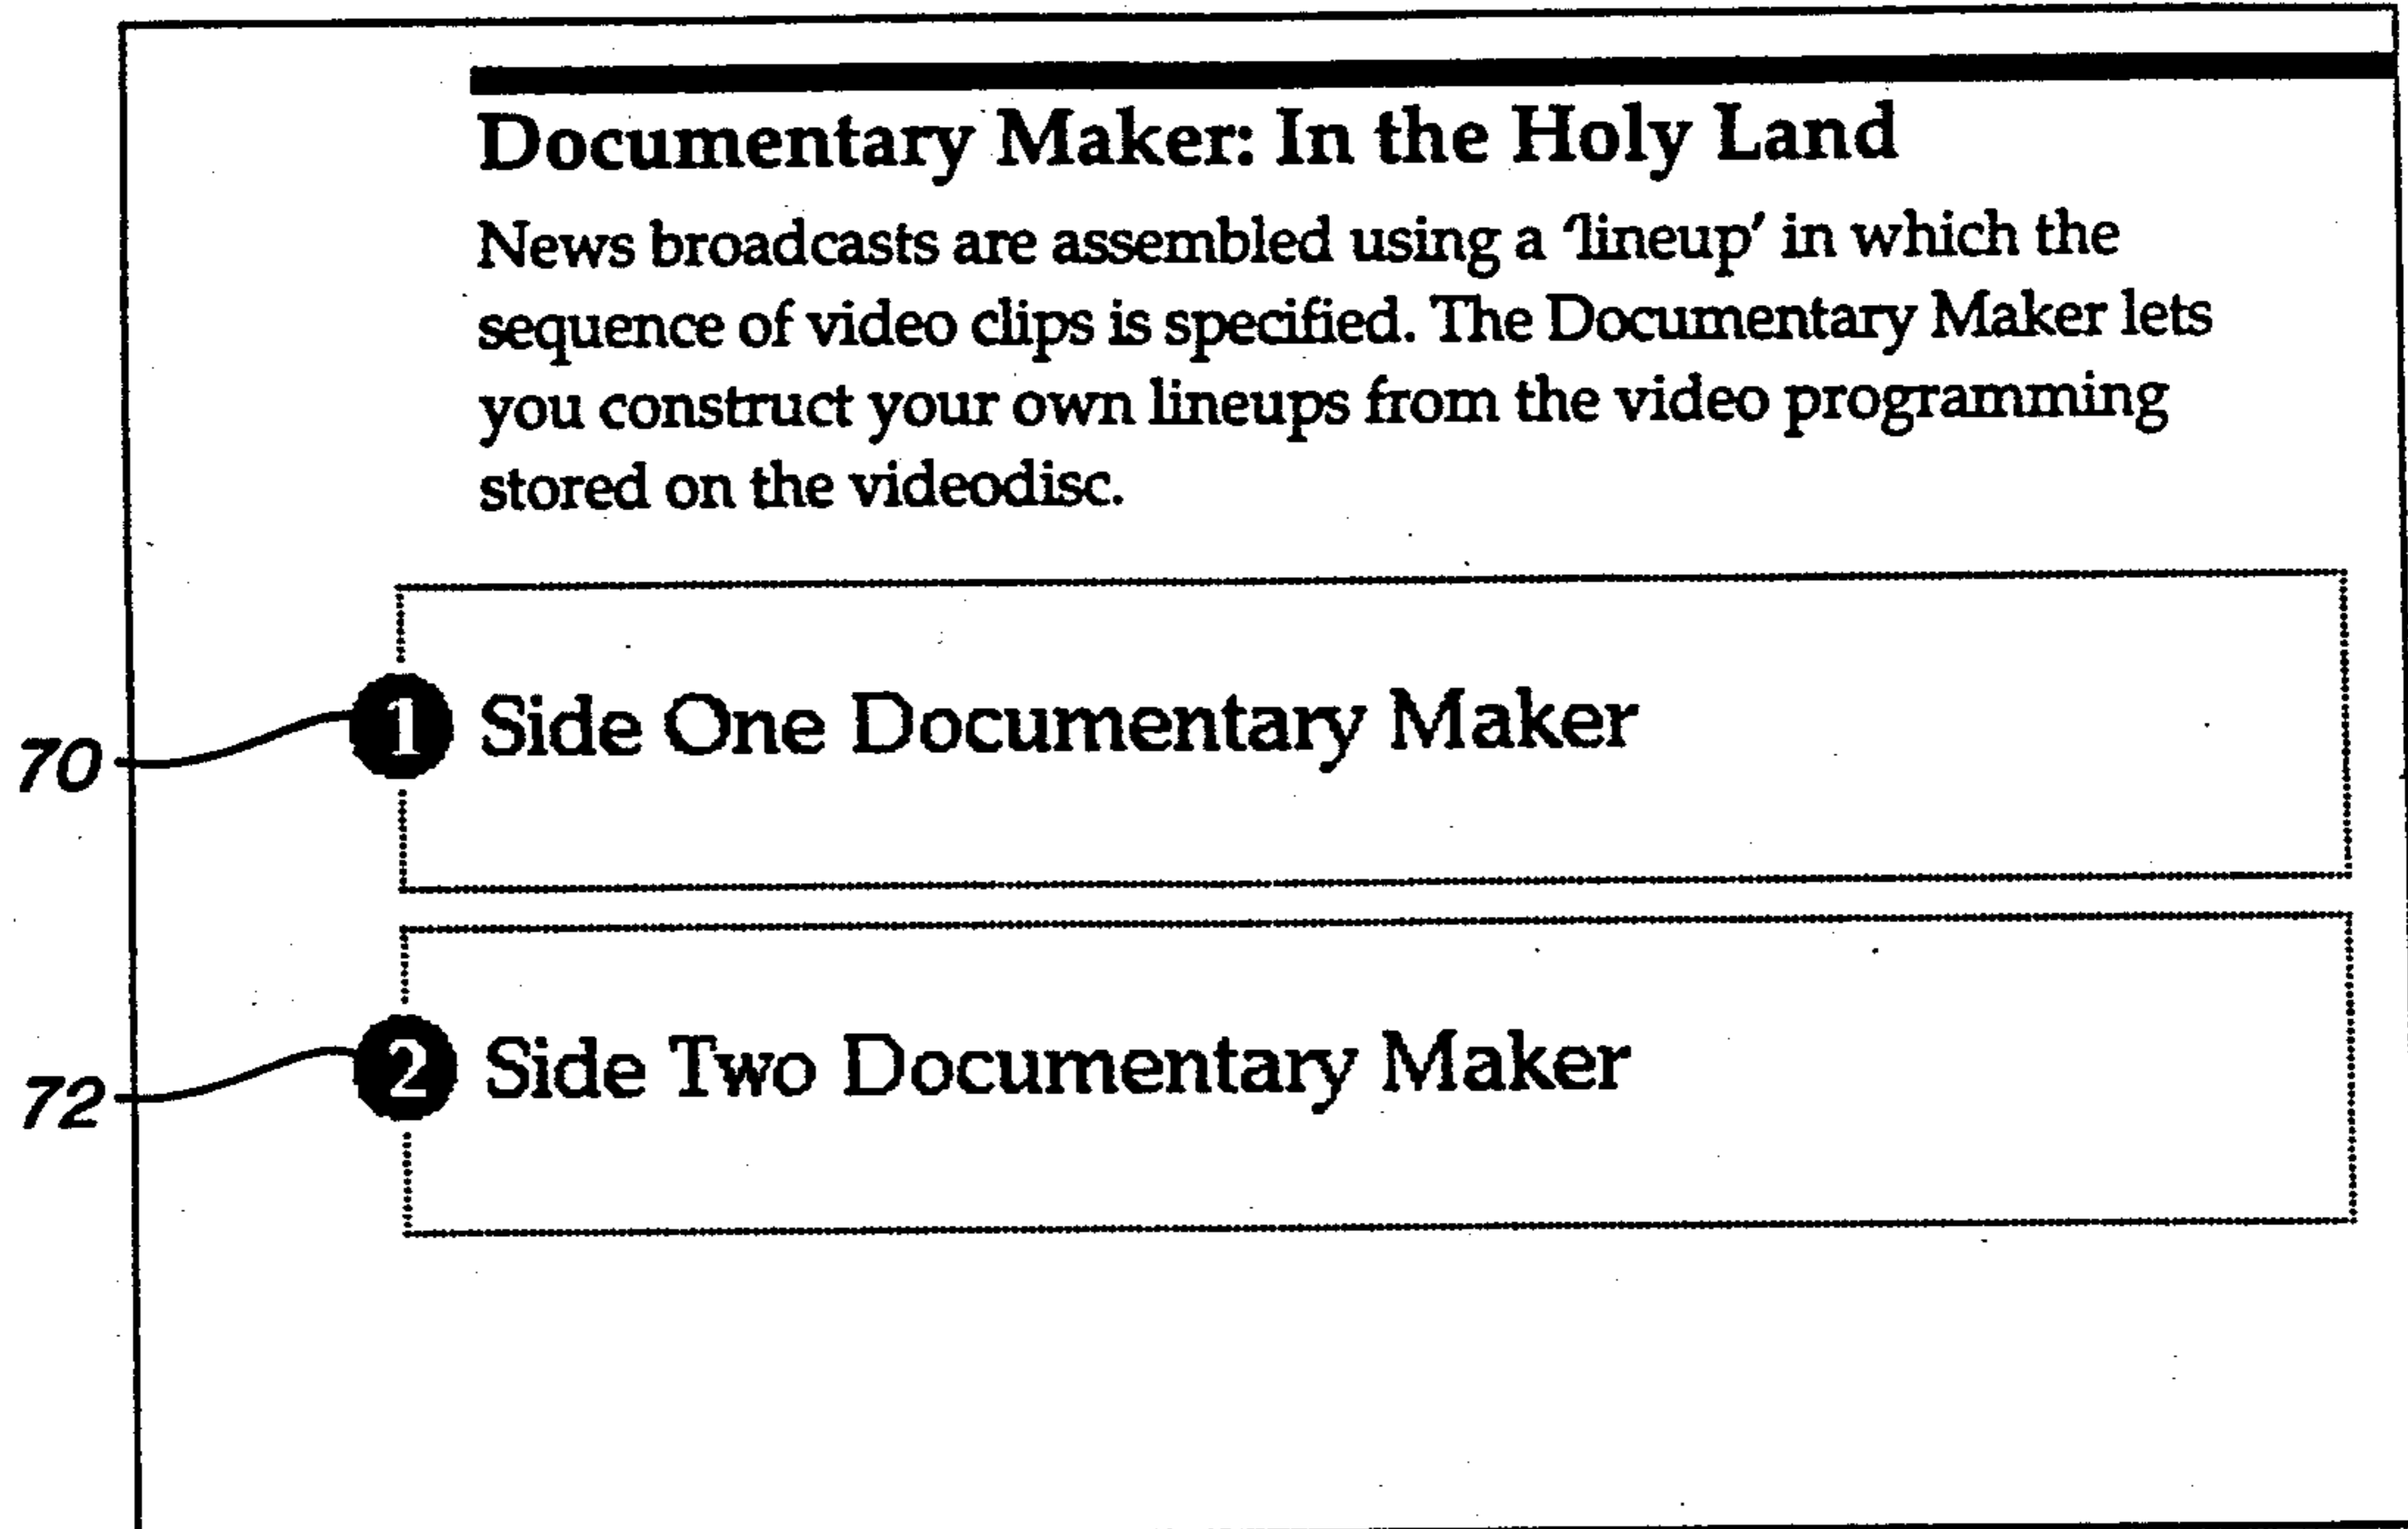 Documentary Maker: In the Holy Land
News broadcasts are assembled using a 'lineup' in which the
sequence of video clips is specified. The Documentary Maker lets
you construct your own lineups from the video programming
stored on the videodisc.
70 1 Side One Documentary Maker
72 2 Side Two Documentary Maker